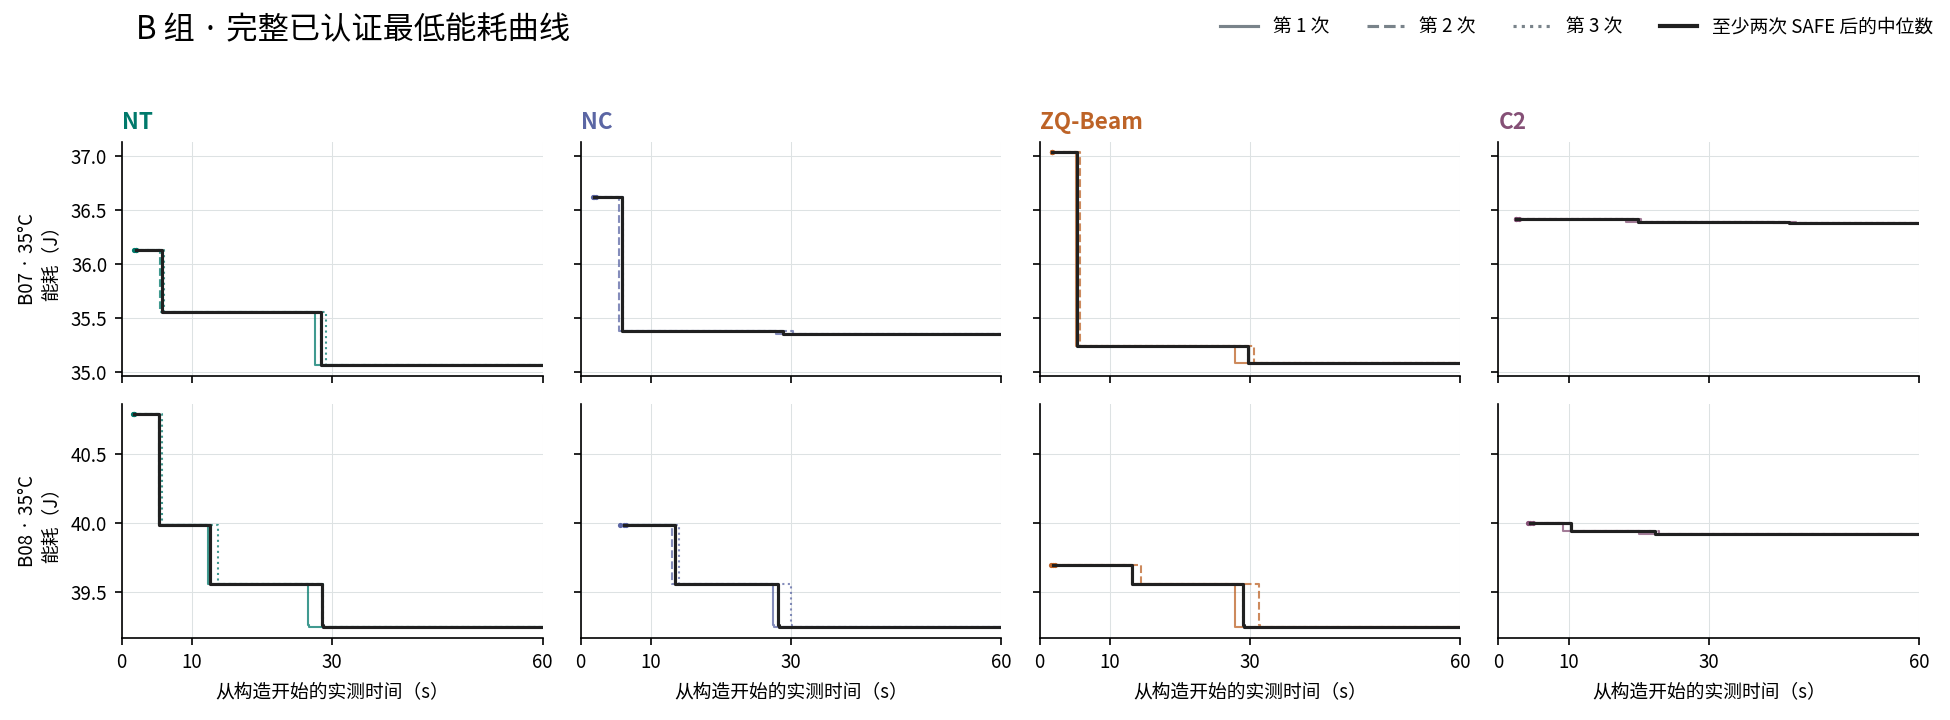 B 组 · 完整已认证最低能耗曲线
第 1 次
第 2 次
第 3 次
至少两次 SAFE 后的中位数
NT
NC
ZQ-Beam
C2
B07 · 35°C
能耗（J）
37.0
36.5
36.0
35.5
35.0
0
10
30
60
0
10
30
60
0
10
30
60
0
10
30
60
B08 · 35°C
能耗（J）
40.5
40.0
39.5
从构造开始的实测时间（s）
从构造开始的实测时间（s）
从构造开始的实测时间（s）
从构造开始的实测时间（s）